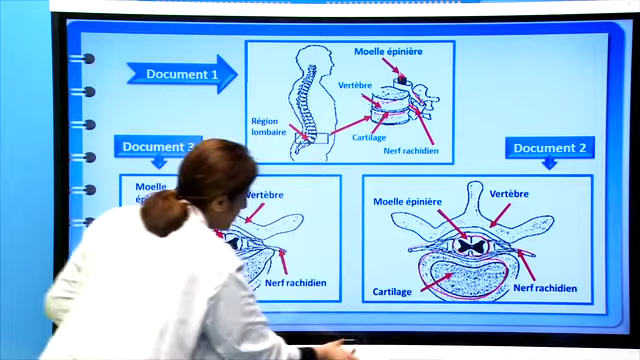 Document 1
Moelle épinière
Vertèbre
Région
lombaire
Cartilage
Nerf rachidien
Document 3
Moelle
Vertèbre
Nerf rachidien
Document 2
Moelle épinière
Vertèbre
Cartilage
Nerf rachidien